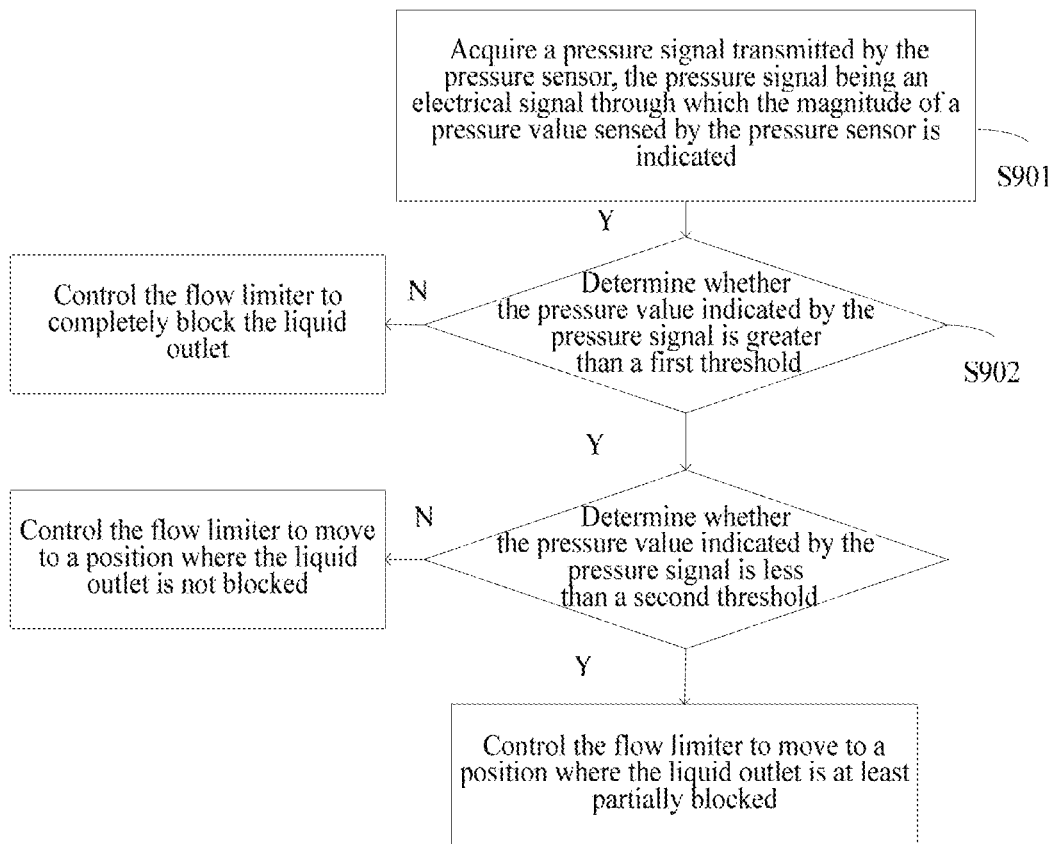 Acquire a pressure signal transmitted by the
pressure sensor, the pressure signal being an
electrical signal through which the magnitude of a
pressure value sensed by the pressure sensor is
indicated
S901
Y
Determine whether
the pressure value indicated by the
pressure signal is greater
than a first threshold
S902
N
Control the flow limiter to
completely block the liquid
outlet
Y
Determine whether
the pressure value indicated by the
pressure signal is less
than a second threshold
N
Control the flow limiter to move
to a position where the liquid
outlet is not blocked
Y
Control the flow limiter to move to a
position where the liquid outlet is at least
partially blocked